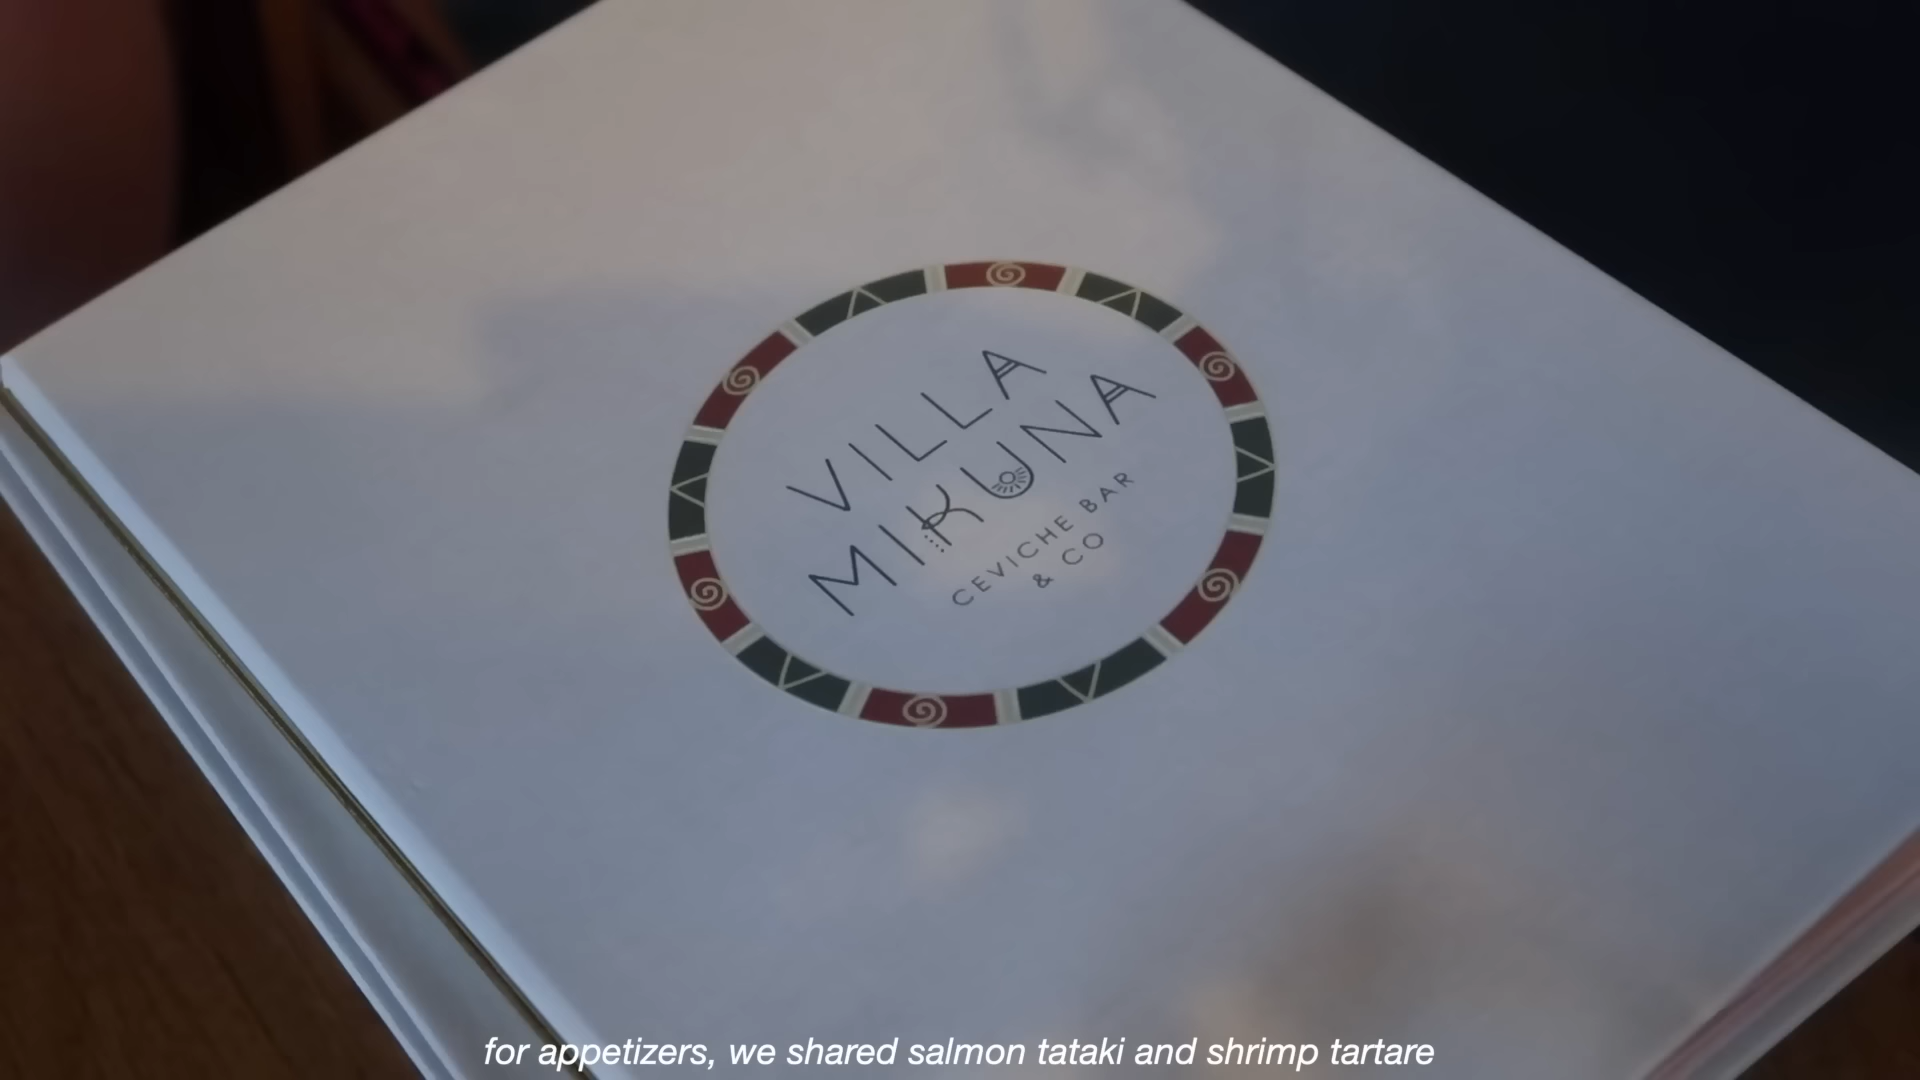 VILLA
MIKUNA
CEVICHE BAR
& CO
for appetizers, we shared salmon tataki and shrimp tartare